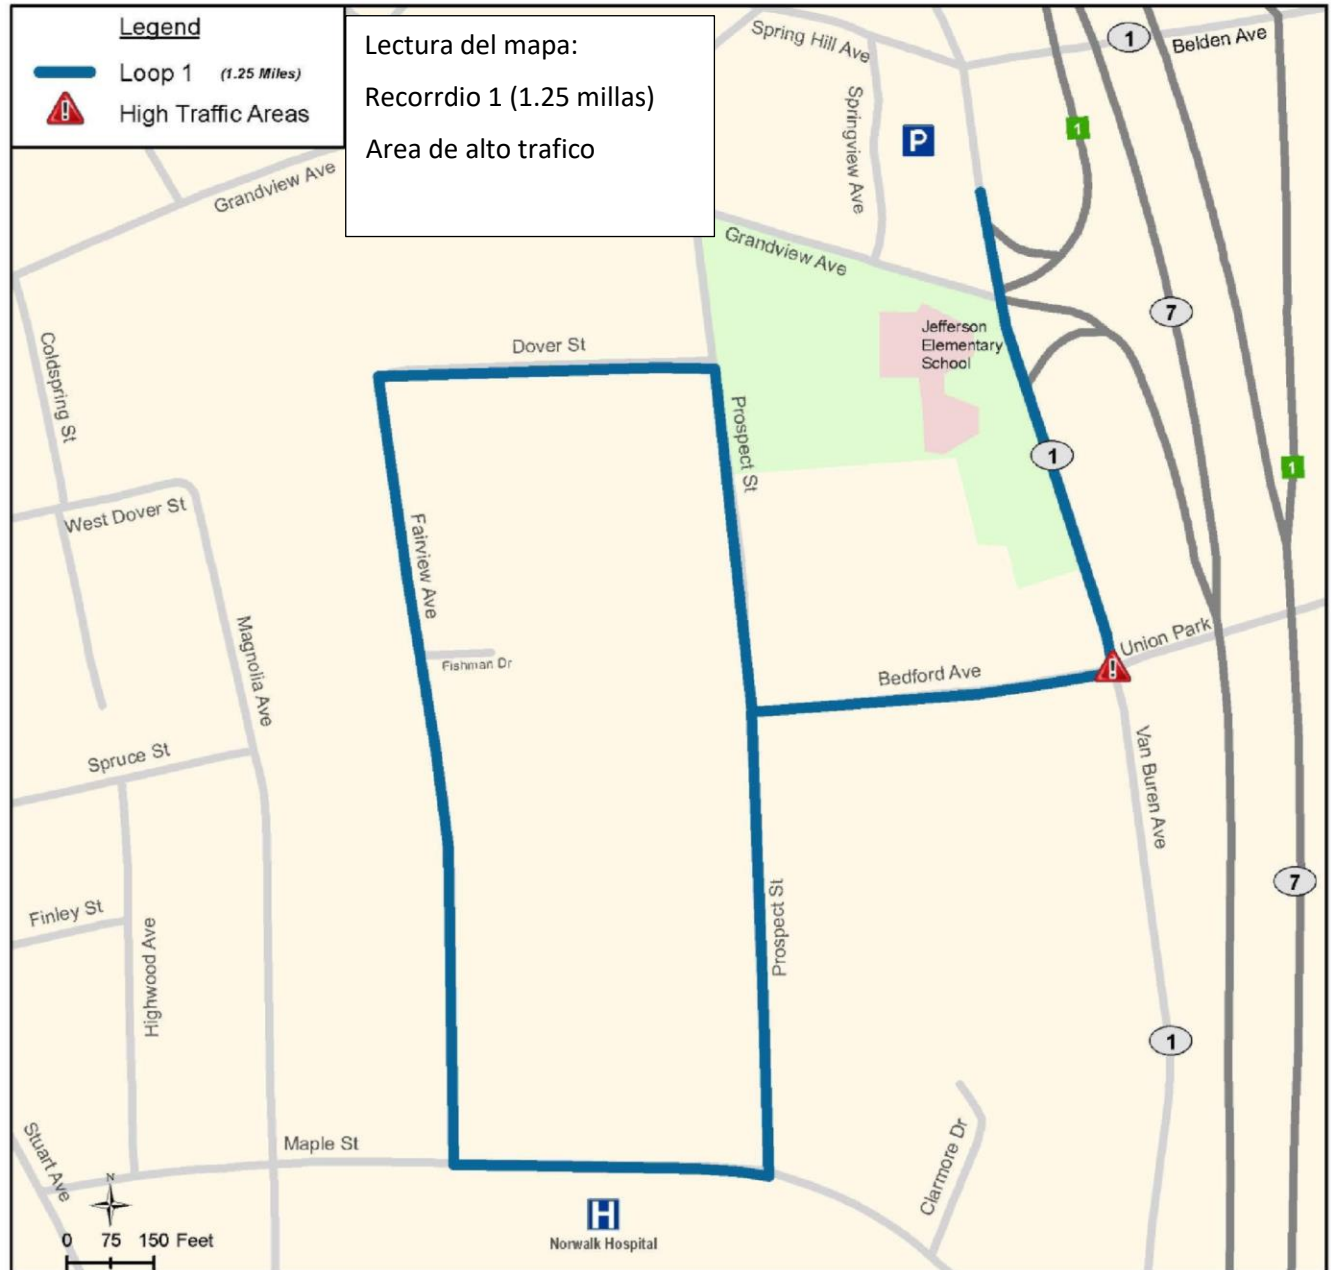 Legend
Loop 1 (1.25 Miles)
High Traffic Areas
Lectura del mapa:
Recorrdio 1 (1.25 millas)
Area de alto trafico
Spring Hill Ave
1
Belden Ave
Springview Ave
P
1
Grandview Ave
Grandview Ave
7
Jefferson
Elementary
School
Dover St
Coldspring St
Prospect St
1
1
West Dover St
Fairview Ave
Magnolia Ave
Union Park
Fishman Dr
Bedford Ave
Van Buren Ave
Spruce St
7
Finley St
Highwood Ave
Prospect St
1
Stuart Ave
Maple St
Clarmore Dr
N
H
Norwalk Hospital
0 75 150 Feet